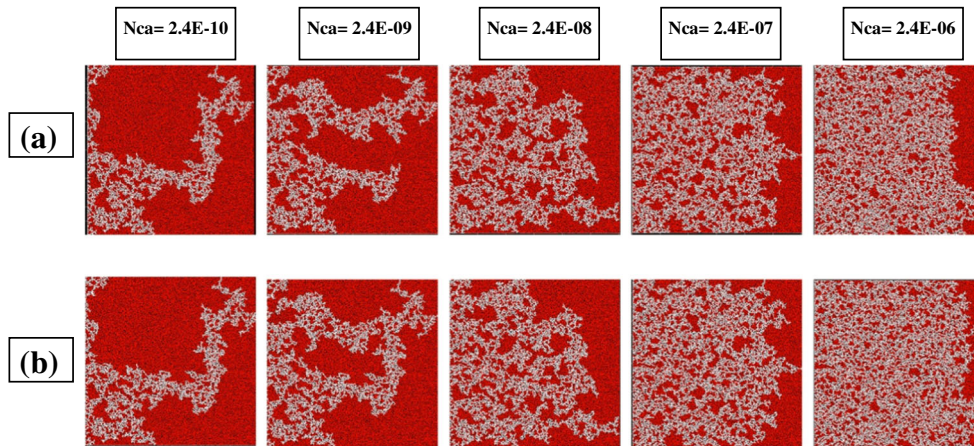 Nca= 2.4E-10
Nca= 2.4E-09
Nca= 2.4E-08
Nca= 2.4E-07
Nca= 2.4E-06
(a)
(b)